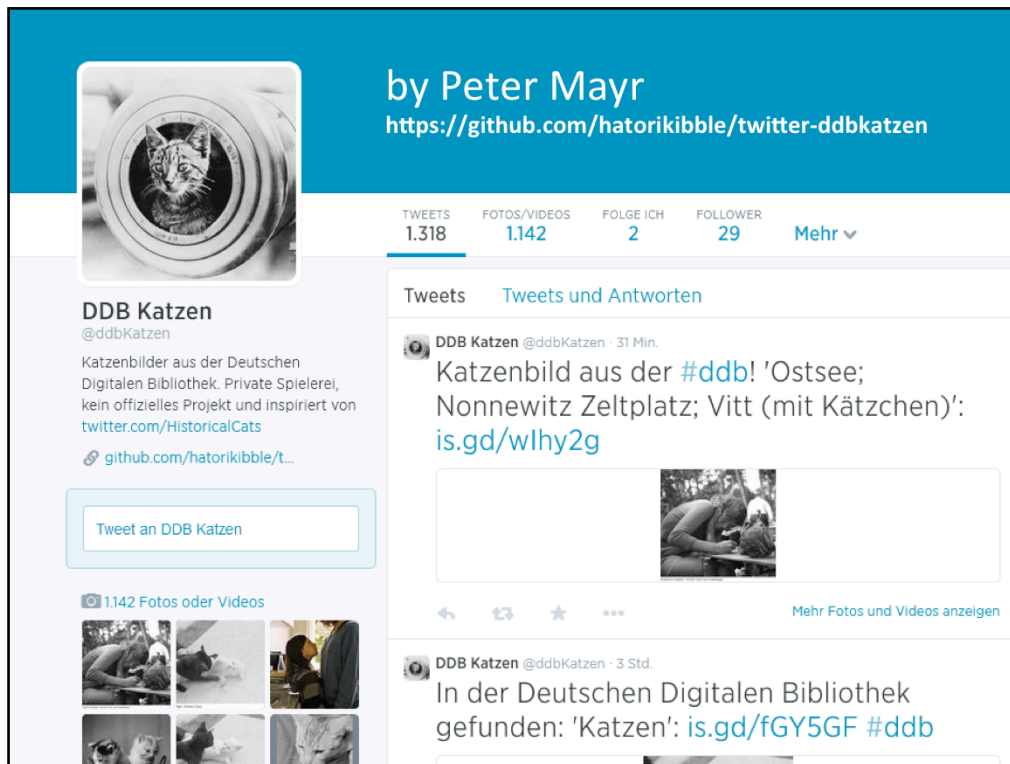 by Peter Mayr
https://github.com/hatorikibble/twitter-ddbkatzen
TWEETS
1.318
FOTOS/VIDEOS
1.142
FOLGE ICH
2
FOLLOWER
29
Mehr
DDB Katzen
@ddbKatzen
Katzenbilder aus der Deutschen
Digitalen Bibliothek. Private Spielerei,
kein offizielles Projekt und inspiriert von
twitter.com/HistoricalCats
github.com/hatorikibble/t...
Tweet an DDB Katzen
1.142 Fotos oder Videos
Tweets
Tweets und Antworten
DDB Katzen @ddbKatzen · 31 Min.
Katzenbild aus der #ddb! 'Ostsee;
Nonnewitz Zeltplatz; Vitt (mit Kätzchen)':
is.gd/wIhy2g
Mehr Fotos und Videos anzeigen
DDB Katzen @ddbKatzen · 3 Std.
In der Deutschen Digitalen Bibliothek
gefunden: 'Katzen': is.gd/fGY5GF #ddb